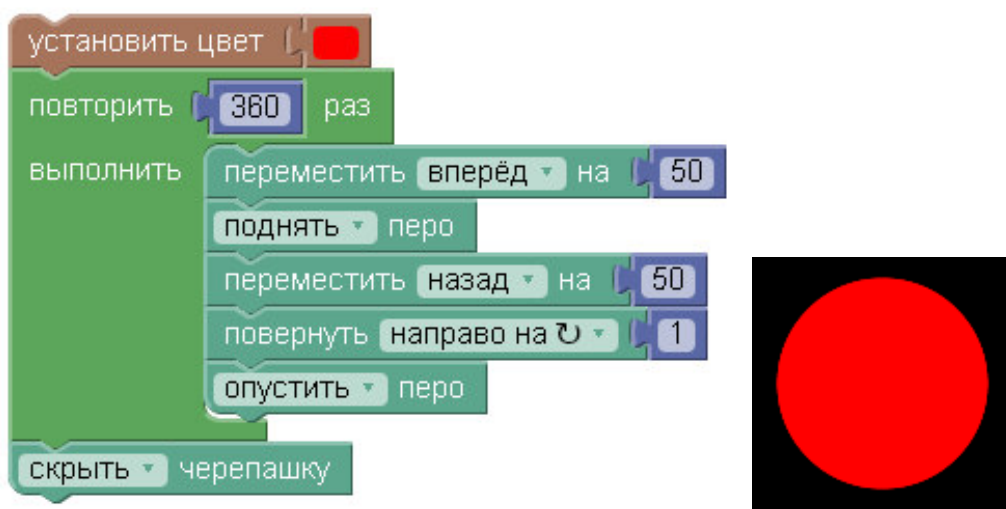 установить цвет
повторить 360 раз
выполнить переместить вперёд на 50
поднять перо
переместить назад на 50
повернуть направо на ↻ 1
опустить перо
скрыть черепашку